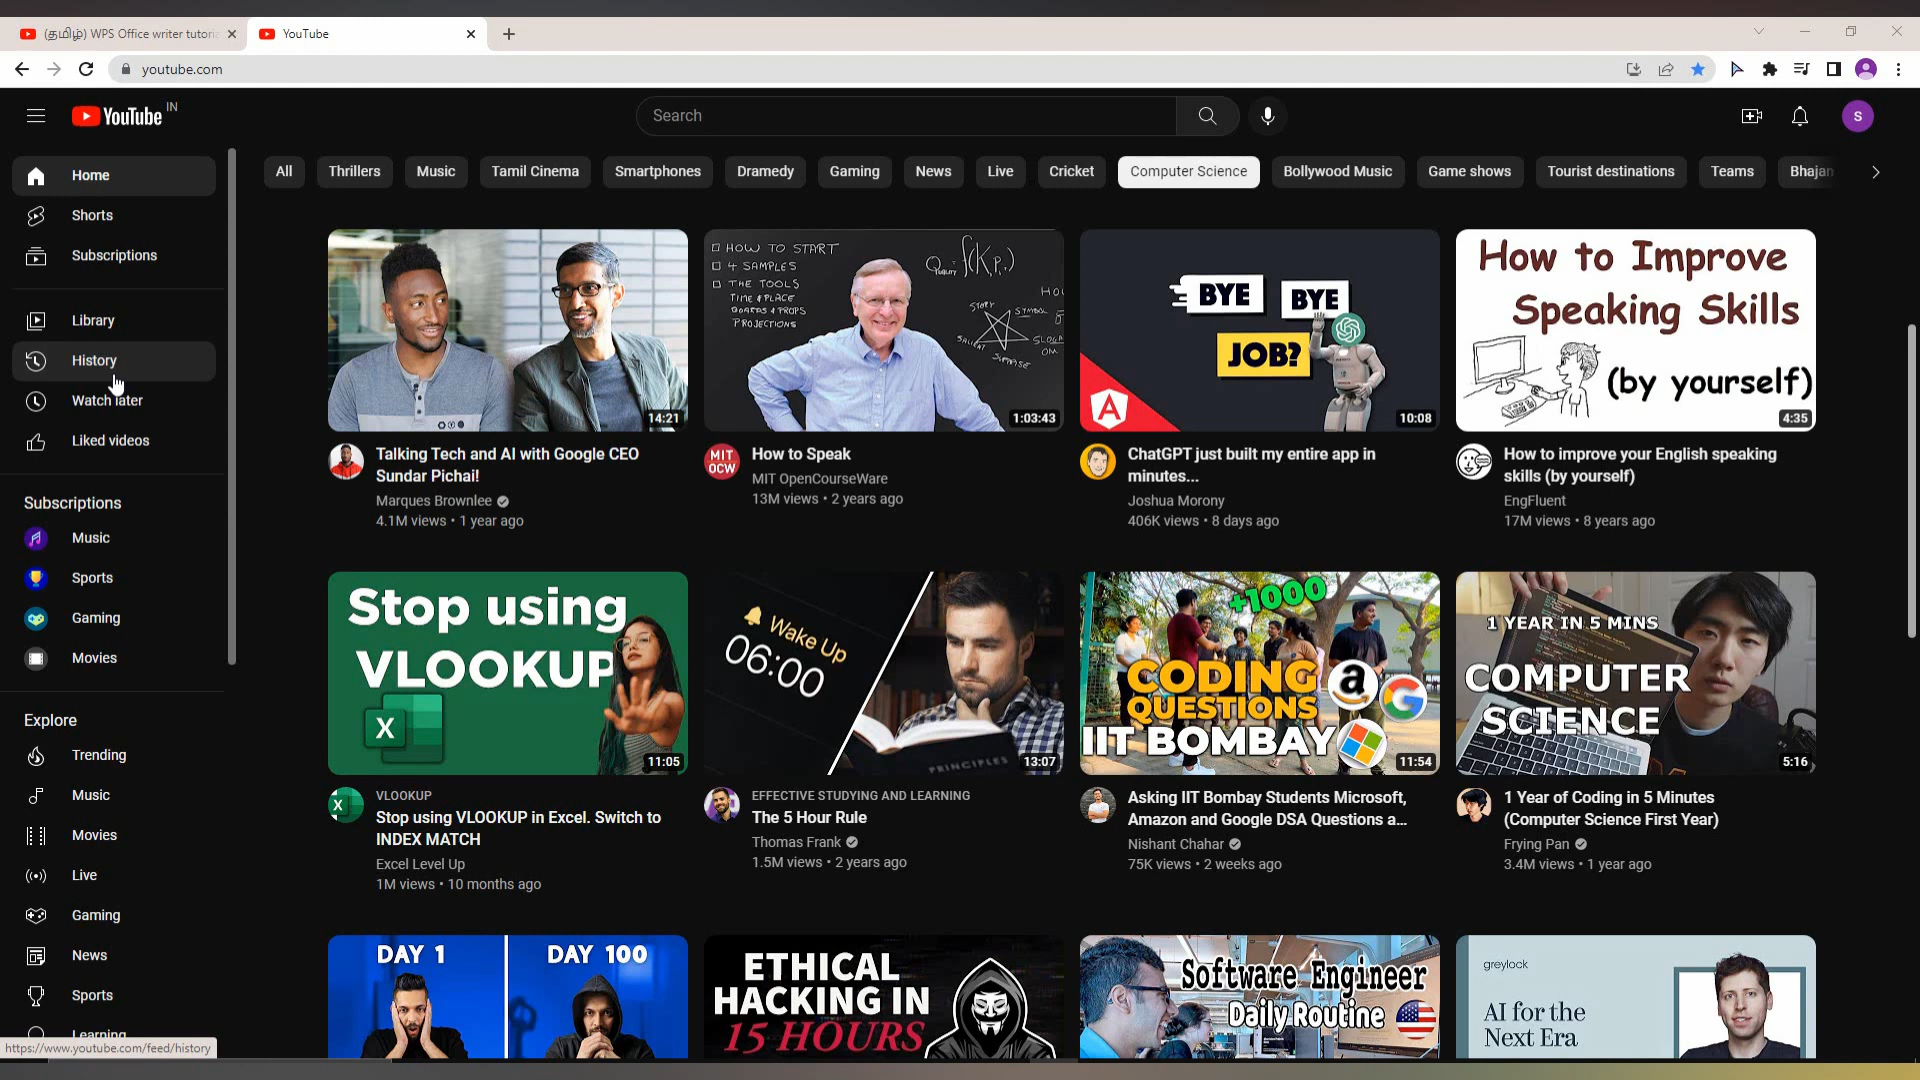 (தமிழ்) WPS Office writer tutori
YouTube
youtube.com
YouTube IN
Search
S
Home
Shorts
Subscriptions
Library
History
Watch later
Liked videos
Subscriptions
Music
Sports
Gaming
Movies
Explore
Trending
Music
Movies
Live
Gaming
News
Sports
Learning
https://www.youtube.com/feed/history
All
Thrillers
Music
Tamil Cinema
Smartphones
Dramedy
Gaming
News
Live
Cricket
Computer Science
Bollywood Music
Game shows
Tourist destinations
Teams
Bhajan
14:21
Talking Tech and AI with Google CEO
Sundar Pichai!
Marques Brownlee
4.1M views • 1 year ago
HOW TO START
4 SAMPLES
THE TOOLS
TIME & PLACE
BOARDS & PROPS
PROJECTIONS
STORY
SYMBOL
SALIENT
SURPRISE
1:03:43
MIT
OCW
How to Speak
MIT OpenCourseWare
13M views • 2 years ago
BYE
BYE
JOB?
A
10:08
ChatGPT just built my entire app in
minutes...
Joshua Morony
406K views • 8 days ago
How to Improve
Speaking Skills
(by yourself)
4:35
How to improve your English speaking
skills (by yourself)
EngFluent
17M views • 8 years ago
Stop using
VLOOKUP
X
11:05
X
VLOOKUP
Stop using VLOOKUP in Excel. Switch to
INDEX MATCH
Excel Level Up
1M views • 10 months ago
Wake Up
06:00
PRINCIPLES
13:07
EFFECTIVE STUDYING AND LEARNING
The 5 Hour Rule
Thomas Frank
1.5M views • 2 years ago
+1000
CODING
QUESTIONS
IIT BOMBAY
a
G
11:54
Asking IIT Bombay Students Microsoft,
Amazon and Google DSA Questions a...
Nishant Chahar
75K views • 2 weeks ago
1 YEAR IN 5 MINS
COMPUTER
SCIENCE
5:16
1 Year of Coding in 5 Minutes
(Computer Science First Year)
Frying Pan
3.4M views • 1 year ago
DAY 1
DAY 100
ETHICAL
HACKING IN
15 HOURS
Software Engineer
Daily Routine
greylock
AI for the
Next Era